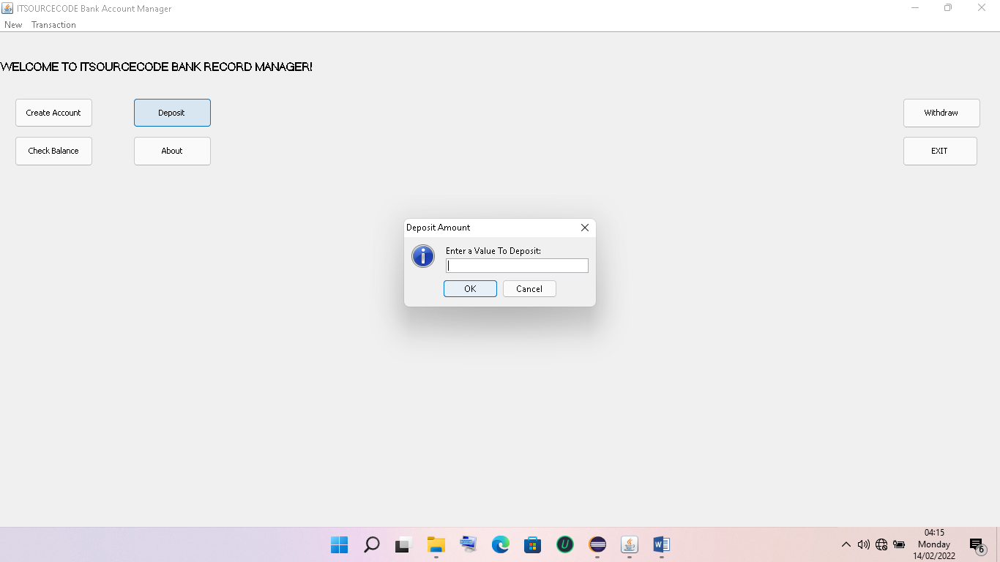 ITSOURCECODE Bank Account Manager
New Transaction
WELCOME TO ITSOURCECODE BANK RECORD MANAGER!
Create Account Deposit Withdraw
Check Balance About EXIT
Deposit Amount
Enter a Value To Deposit:
OK Cancel
04:15
Monday
14/02/2022
6